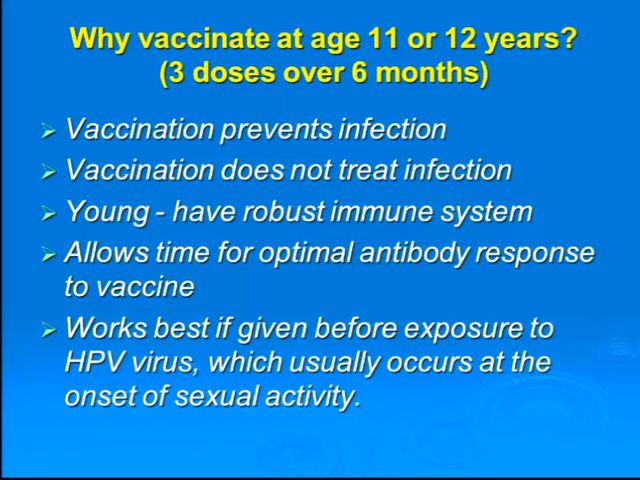 Why vaccinate at age 11 or 12 years?
(3 doses over 6 months)
Vaccination prevents infection
Vaccination does not treat infection
Young - have robust immune system
Allows time for optimal antibody response
to vaccine
Works best if given before exposure to
HPV virus, which usually occurs at the
onset of sexual activity.